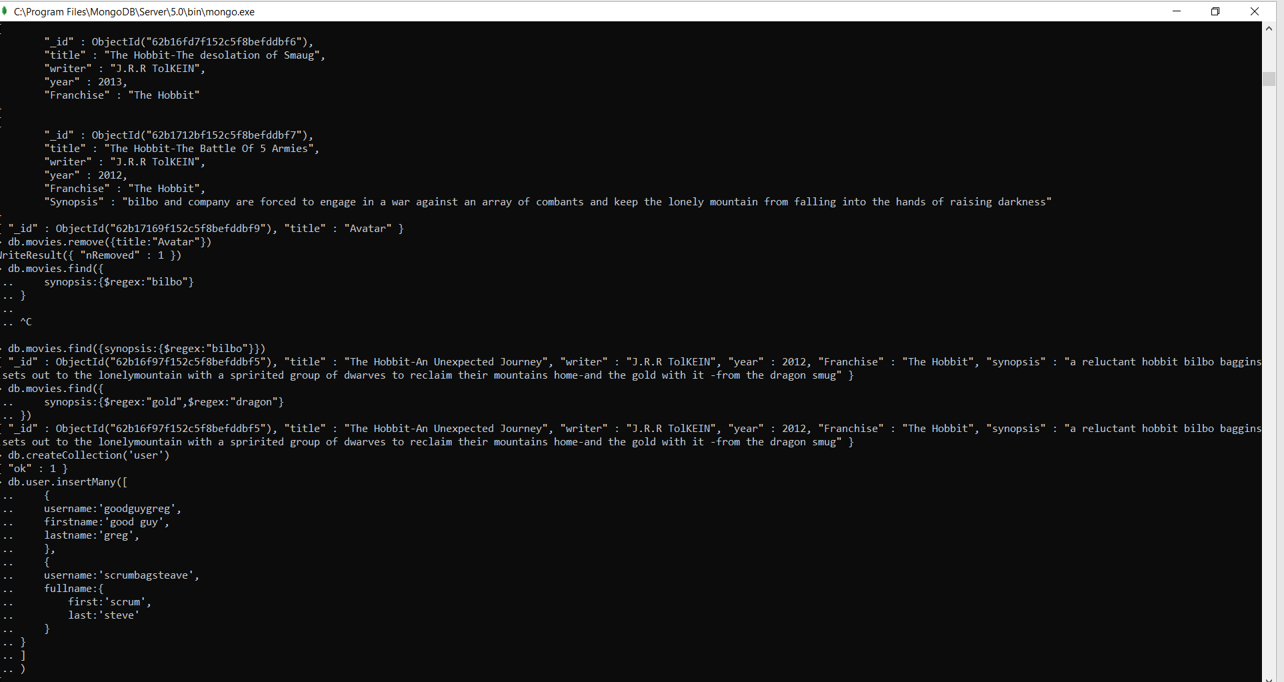 C:\Program Files\MongoDB\Server\5.0\bin\mongo.exe
"_id" : ObjectId("62b16fd7f152c5f8befddbf6"),
"title" : "The Hobbit-The desolation of Smaug",
"writer" : "J.R.R TolKEIN",
"year" : 2013,
"Franchise" : "The Hobbit"
"_id" : ObjectId("62b1712bf152c5f8befddbf7"),
"title" : "The Hobbit-The Battle Of 5 Armies",
"writer" : "J.R.R TolKEIN",
"year" : 2012,
"Franchise" : "The Hobbit",
"Synopsis" : "bilbo and company are forced to engage in a war against an array of combants and keep the lonely mountain from falling into the hands of raising darkness"
"_id" : ObjectId("62b17169f152c5f8befddbf9"), "title" : "Avatar" }
db.movies.remove({title:"Avatar"})
WriteResult({ "nRemoved" : 1 })
db.movies.find({
..     synopsis:{$regex:"bilbo"}
.. }
..
.. ^C
db.movies.find({synopsis:{$regex:"bilbo"}})
"_id" : ObjectId("62b16f97f152c5f8befddbf5"), "title" : "The Hobbit-An Unexpected Journey", "writer" : "J.R.R TolKEIN", "year" : 2012, "Franchise" : "The Hobbit", "synopsis" : "a reluctant hobbit bilbo baggins
sets out to the lonelymountain with a spririted group of dwarves to reclaim their mountains home-and the gold with it -from the dragon smug" }
db.movies.find({
..     synopsis:{$regex:"gold",$regex:"dragon"}
.. })
"_id" : ObjectId("62b16f97f152c5f8befddbf5"), "title" : "The Hobbit-An Unexpected Journey", "writer" : "J.R.R TolKEIN", "year" : 2012, "Franchise" : "The Hobbit", "synopsis" : "a reluctant hobbit bilbo baggins
sets out to the lonelymountain with a spririted group of dwarves to reclaim their mountains home-and the gold with it -from the dragon smug" }
db.createCollection('user')
"ok" : 1 }
db.user.insertMany([
..     {
..     username:'goodguygreg',
..     firstname:'good guy',
..     lastname:'greg',
..     },
..     {
..     username:'scrumbagsteave',
..     fullname:{
..         first:'scrum',
..         last:'steve'
..     }
.. }
.. ]
.. )